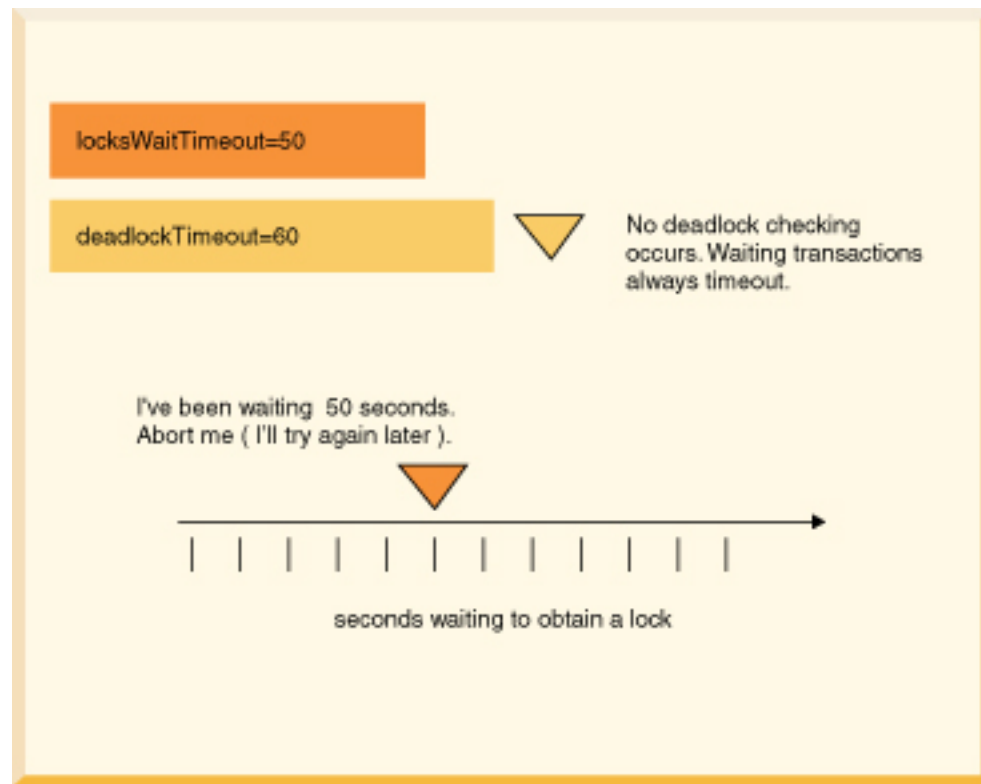 locksWaitTimeout=50
deadlockTimeout=60
No deadlock checking
occurs. Waiting transactions
always timeout.
I've been waiting  50 seconds.
Abort me ( I'll try again later ).
seconds waiting to obtain a lock